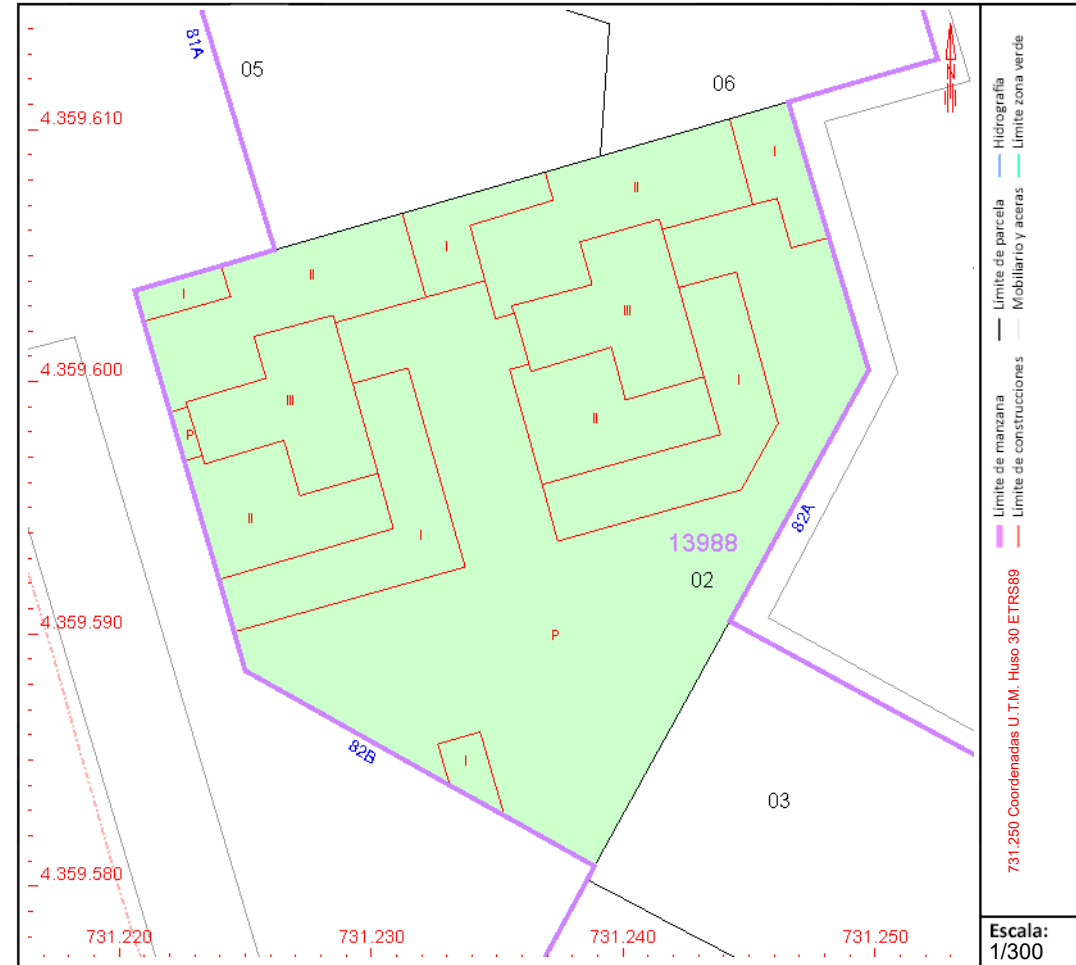 81A
05
06
N
4.359.610
I
II
I
II
I
4.359.600
III
III
I
P
II
II
I
82A
13988
02
4.359.590
P
82B
I
03
4.359.580
731.220
731.230
731.240
731.250
Hidrografía
Límite zona verde
Límite de parcela
Mobiliario y aceras
Límite de manzana
Límite de construcciones
731.250 Coordenadas U.T.M. Huso 30 ETRS89
Escala:
1/300